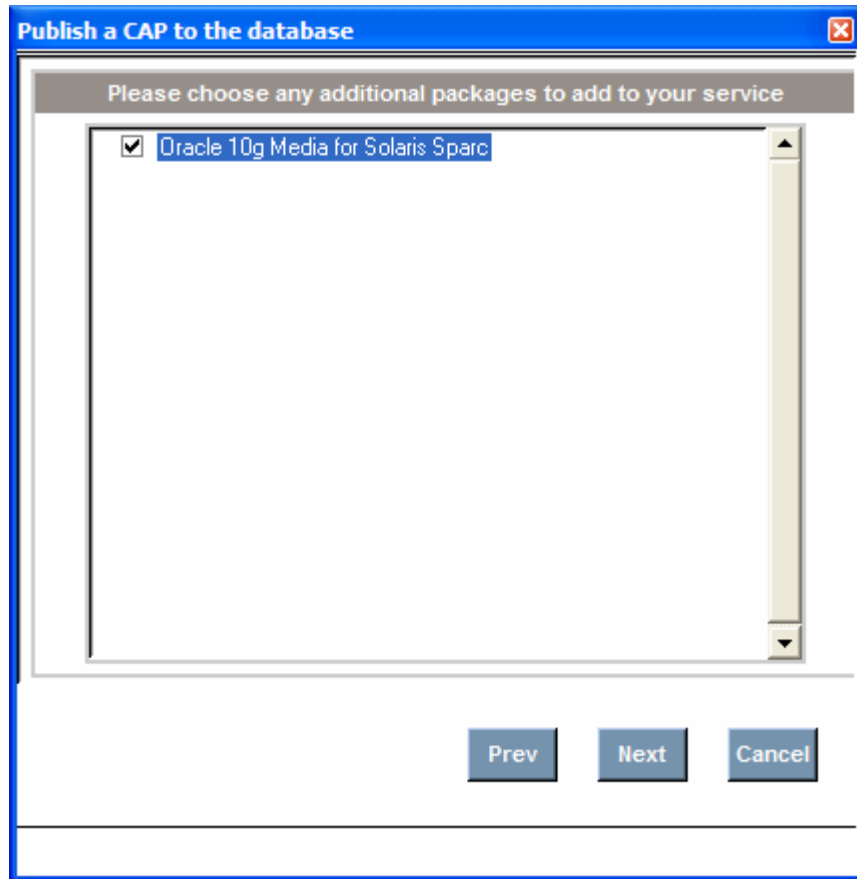 Publish a CAP to the database
Please choose any additional packages to add to your service
Oracle 10g Media for Solaris Sparc
Prev Next Cancel